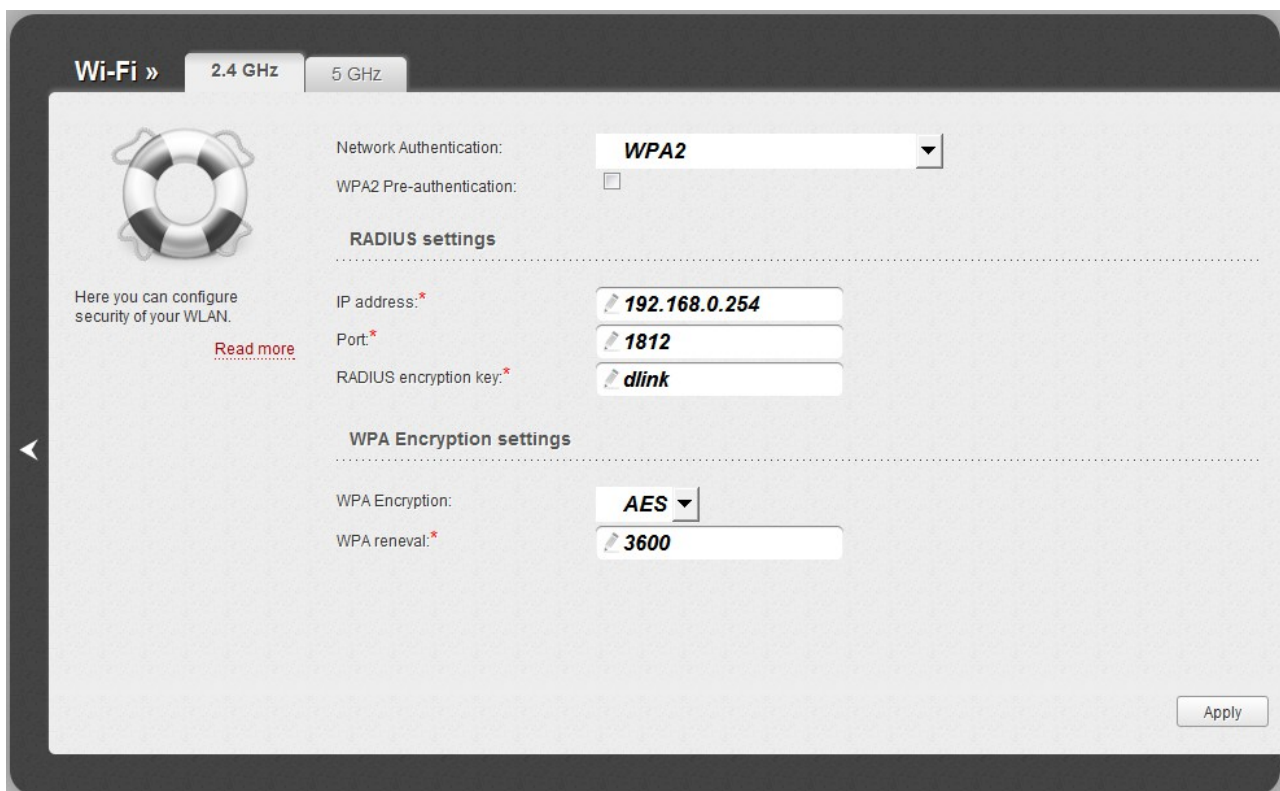 Wi-Fi » 2.4 GHz 5 GHz
Network Authentication: WPA2
WPA2 Pre-authentication:
RADIUS settings
Here you can configure
security of your WLAN.
Read more
IP address:* 192.168.0.254
Port:* 1812
RADIUS encryption key:* dlink
WPA Encryption settings
WPA Encryption: AES
WPA reneval:* 3600
Apply